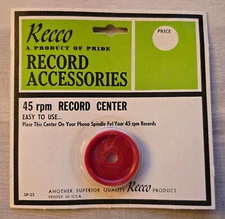 Recco
A PRODUCT OF PRIDE
RECORD
ACCESSORIES
PRICE
45 rpm RECORD CENTER
EASY TO USE...
Place This Center On Your Phono Spindle For Your 45 rpm Records
ANOTHER SUPERIOR QUALITY Recco PRODUCT
PRINTED IN U.S.A.